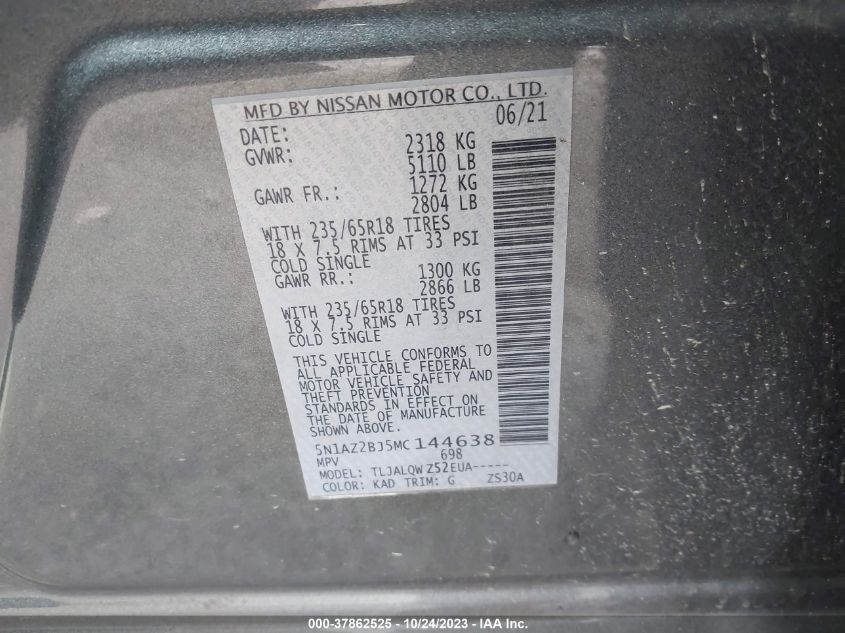 MFD BY NISSAN MOTOR CO., LTD.
DATE: 06/21
GVWR: 2318 KG
5110 LB
GAWR FR.: 1272 KG
2804 LB
WITH 235/65R18 TIRES
18 X 7.5 RIMS AT 33 PSI
COLD SINGLE
GAWR RR.: 1300 KG
2866 LB
WITH 235/65R18 TIRES
18 X 7.5 RIMS AT 33 PSI
COLD SINGLE
THIS VEHICLE CONFORMS TO
ALL APPLICABLE FEDERAL
MOTOR VEHICLE SAFETY AND
THEFT PREVENTION
STANDARDS IN EFFECT ON
THE DATE OF MANUFACTURE
SHOWN ABOVE.
5N1AZ2BJ5MC144638
MPV 698
MODEL: TLJALQW Z52EUA-----
COLOR: KAD TRIM: G ZS30A
000-37862525 - 10/24/2023 - IAA Inc.